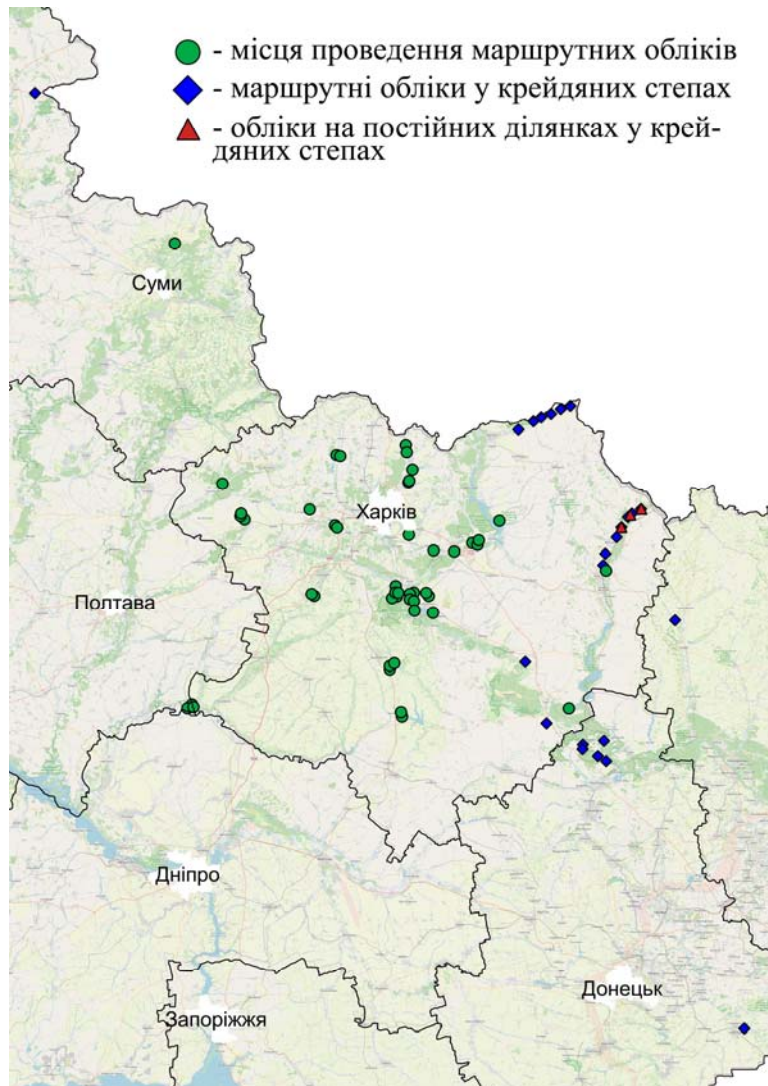 - місця проведення маршрутних обліків
- маршрутні обліки у крейдяних степах
- обліки на постійних ділянках у крей-
дяних степах
Суми
Харків
Полтава
Дніпро
Донецьк
Запоріжжя